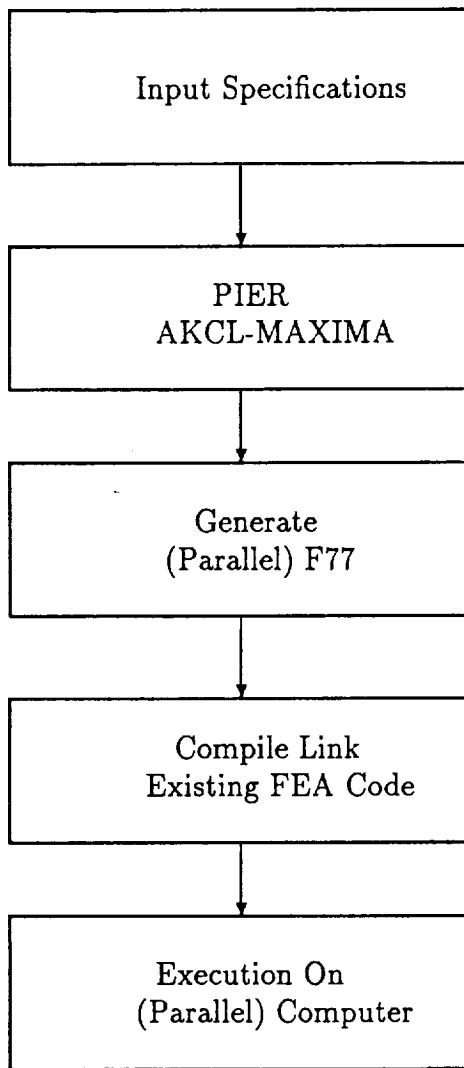 Input Specifications
PIER
AKCL-MAXIMA
Generate
(Parallel) F77
Compile Link
Existing FEA Code
Execution On
(Parallel) Computer